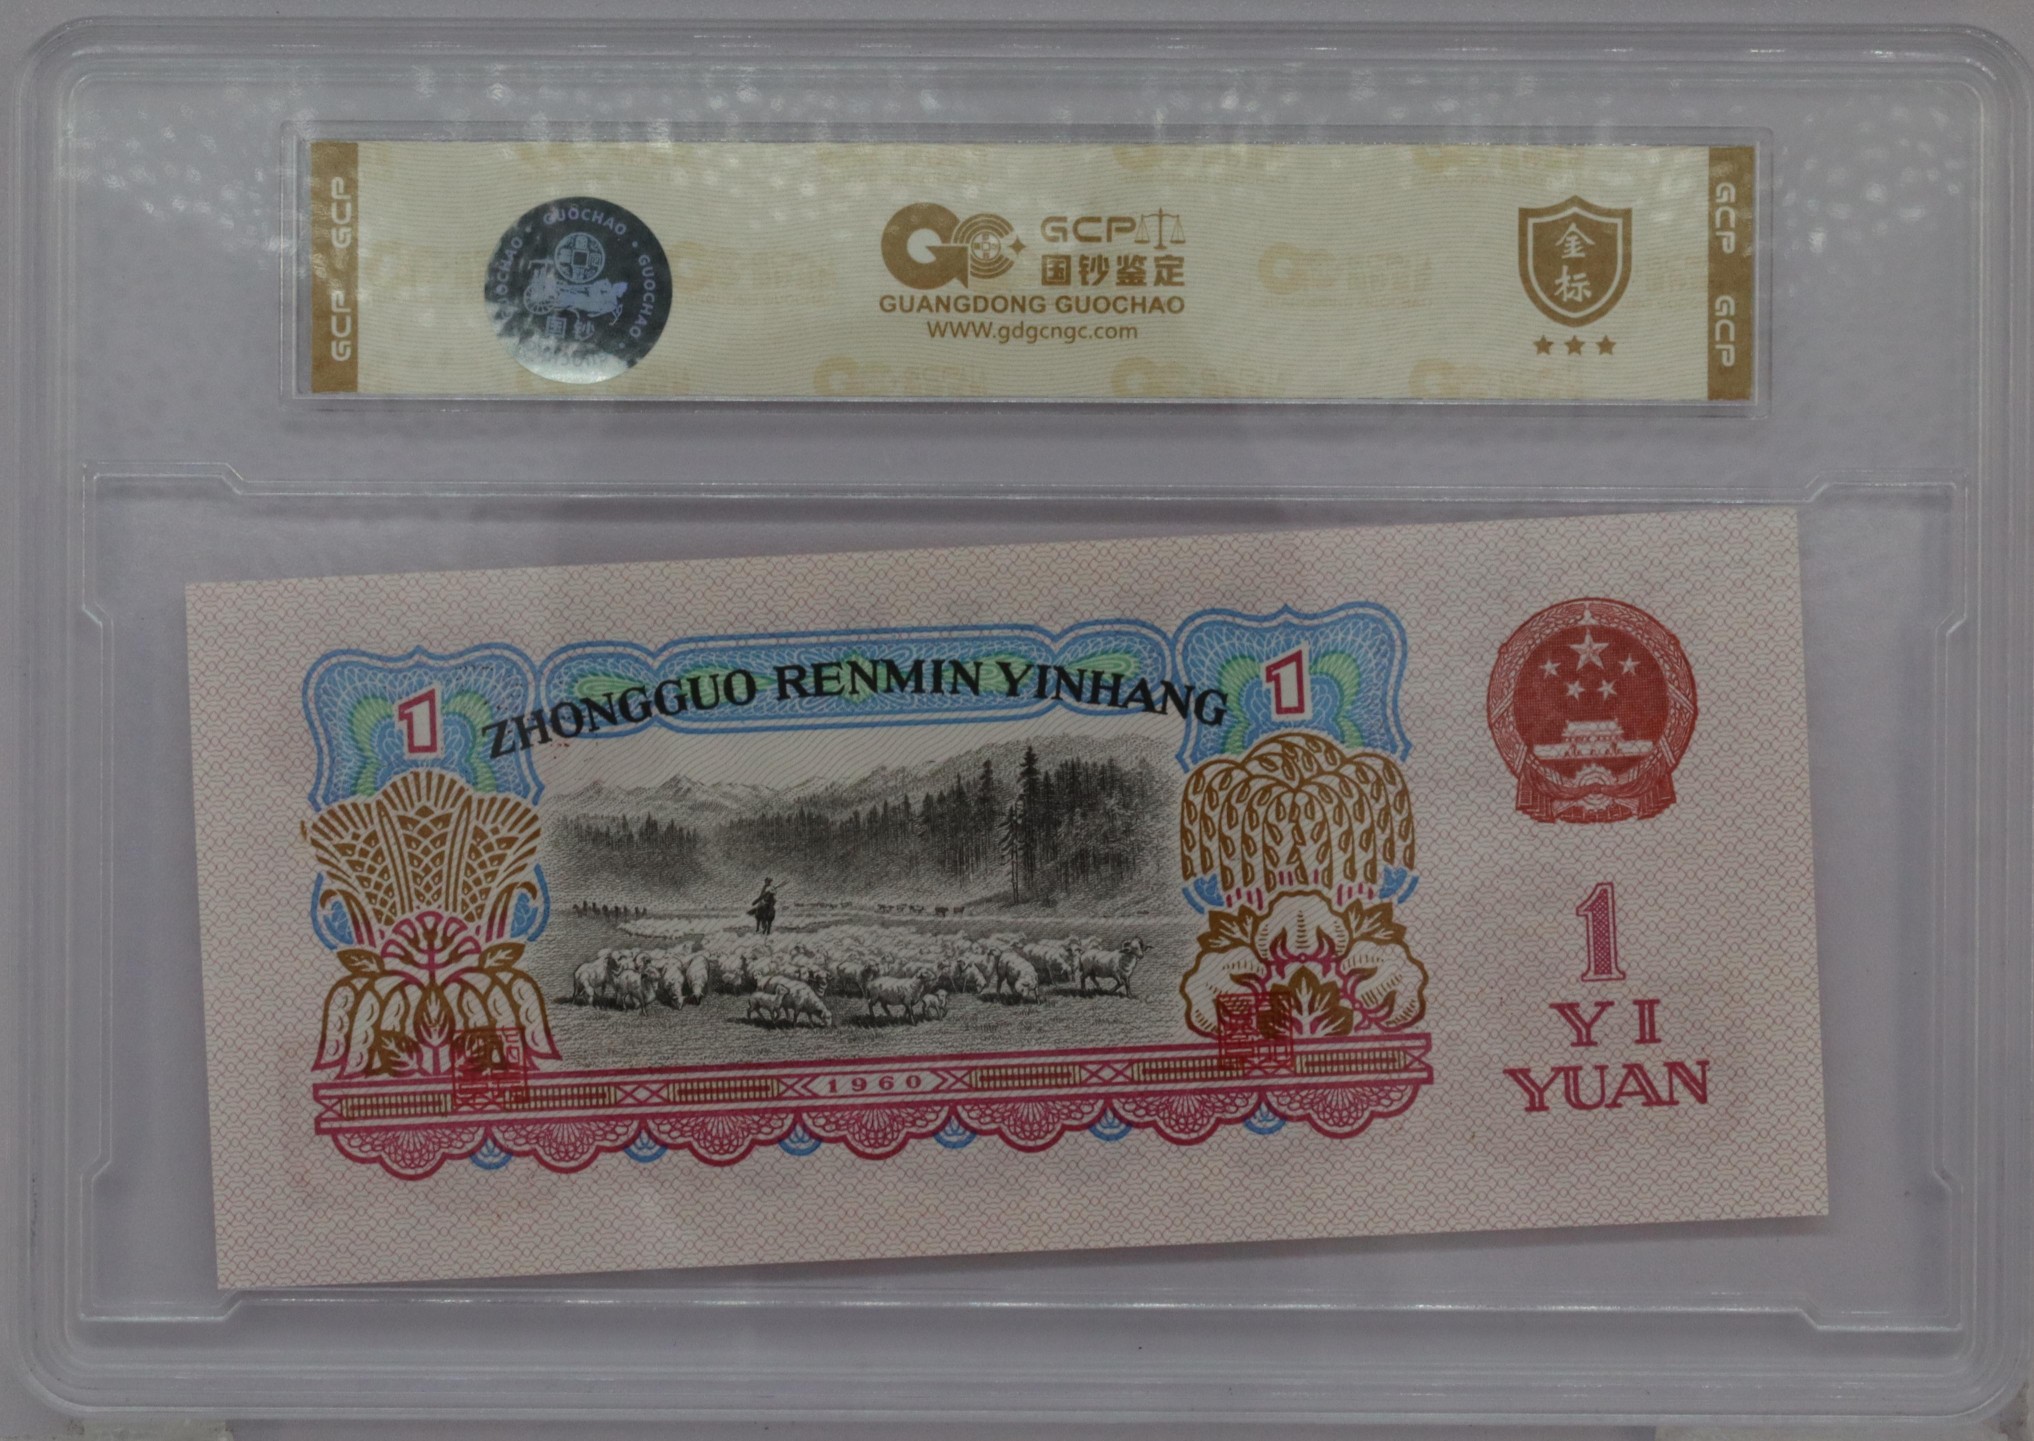 GCP GCP
GUOCHAO • GUOCHAO • GUOCHAO
国钞
GCP
国钞鉴定
GUANGDONG GUOCHAO
WWW.gdgcngc.com
金标
GCP GCP
1
ZHONGGUO RENMIN YINHANG
1
1960
1
YI
YUAN